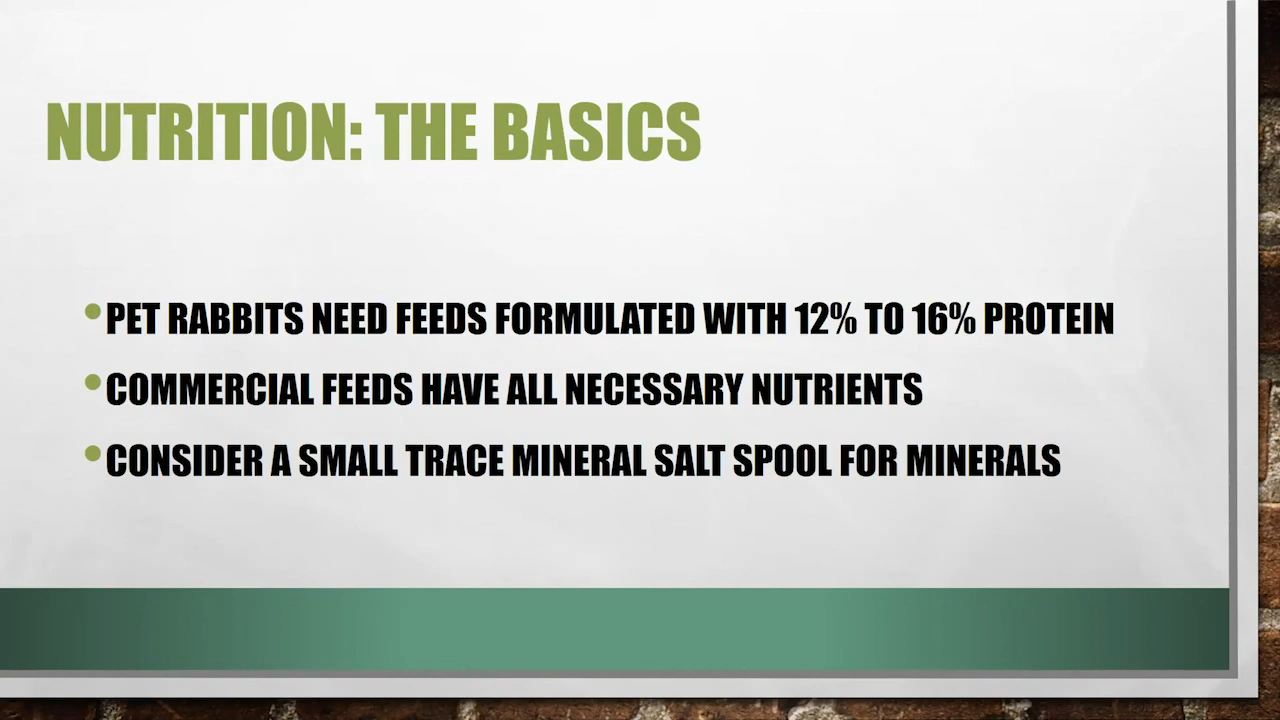 NUTRITION: THE BASICS
•PET RABBITS NEED FEEDS FORMULATED WITH 12% TO 16% PROTEIN
•COMMERCIAL FEEDS HAVE ALL NECESSARY NUTRIENTS
•CONSIDER A SMALL TRACE MINERAL SALT SPOOL FOR MINERALS